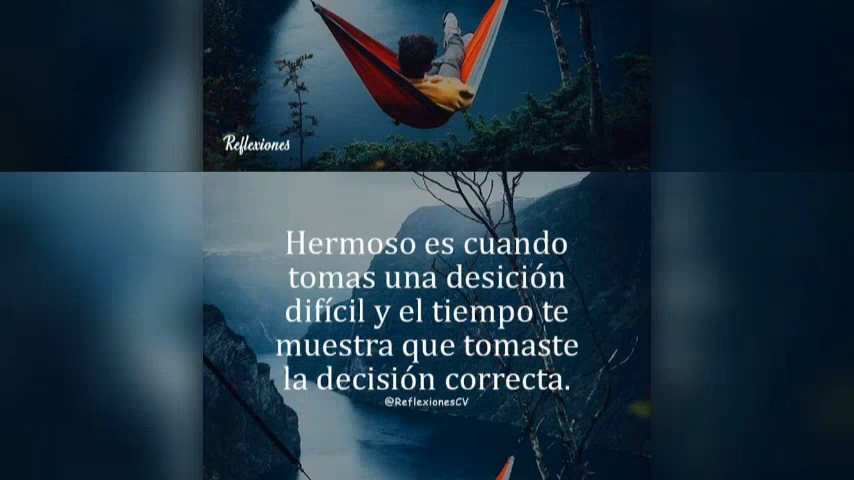 Reflexiones
Hermoso es cuando
tomas una desición
difícil y el tiempo te
muestra que tomaste
la decisión correcta.
@ReflexionesCV